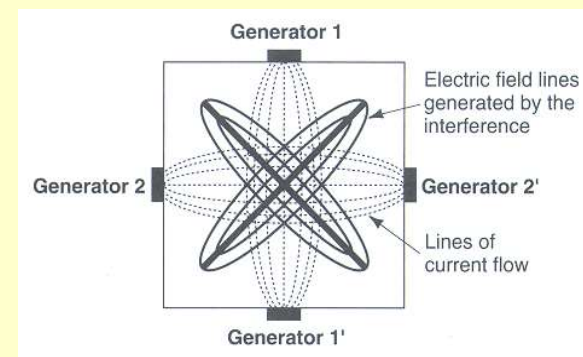 Generator 1
Electric field lines
generated by the
interference
Generator 2
Generator 2'
Lines of
current flow
Generator 1'